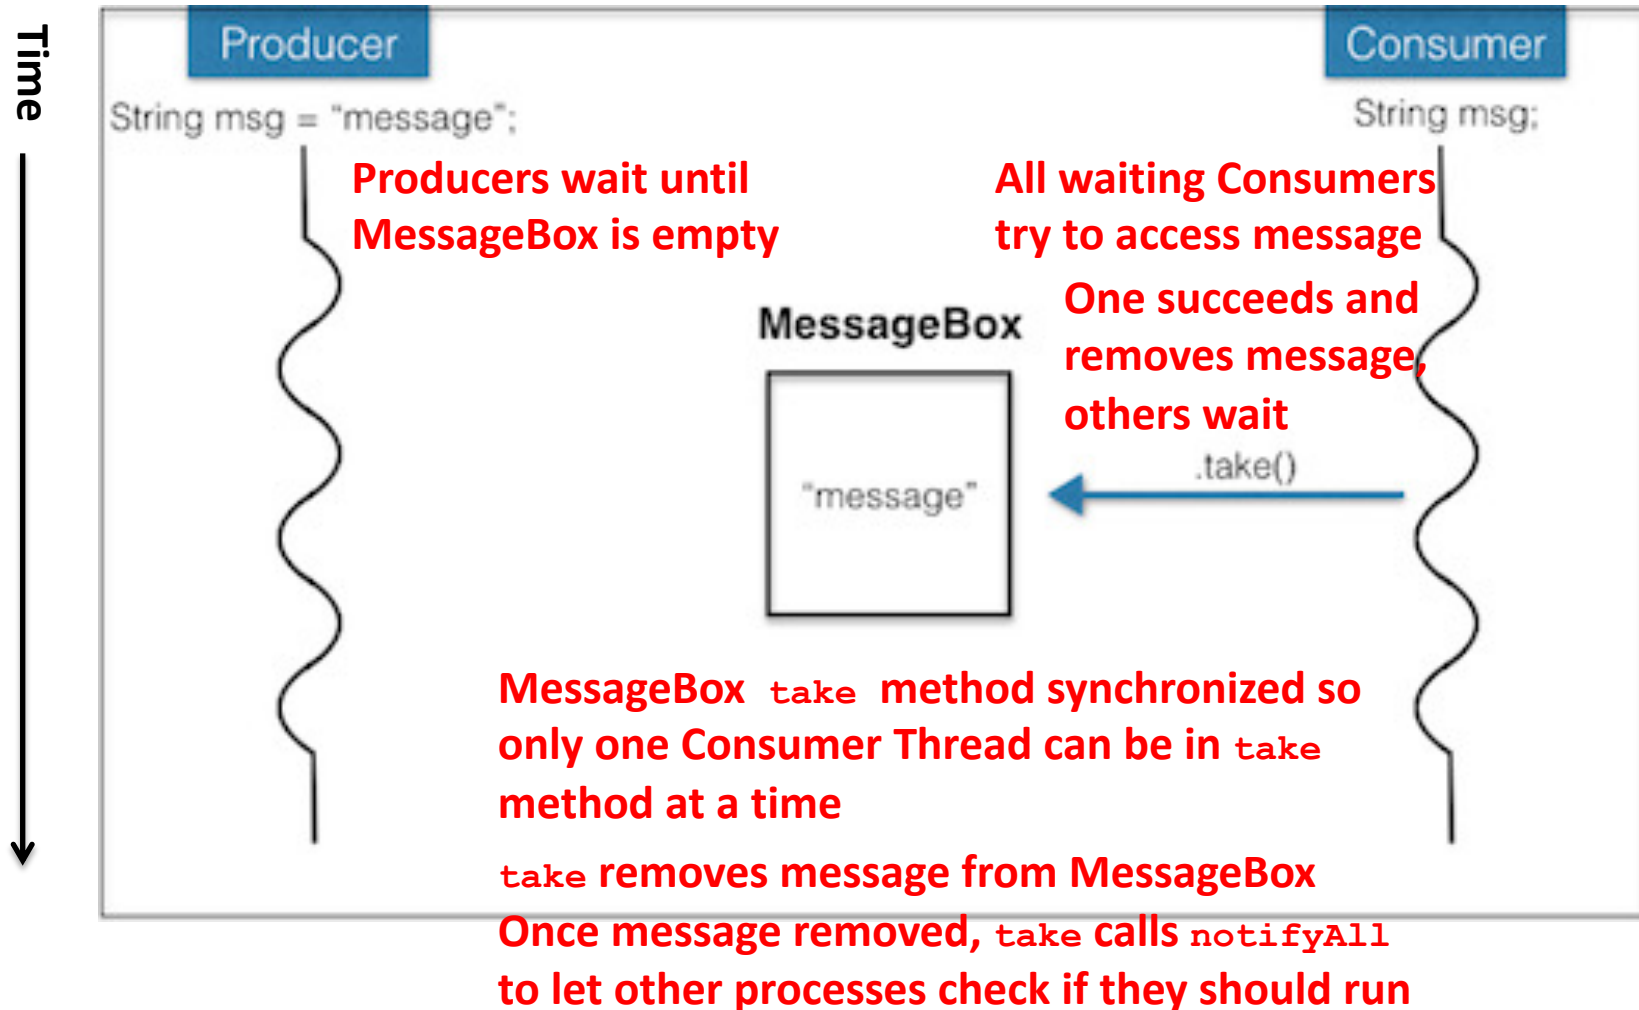 Time
Producer
String msg = "message";
Producers wait until
MessageBox is empty
Consumer
String msg;
All waiting Consumers
try to access message
One succeeds and
removes message,
others wait
MessageBox
"message"
.take()
MessageBox take method synchronized so
only one Consumer Thread can be in take
method at a time
take removes message from MessageBox
Once message removed, take calls notifyAll
to let other processes check if they should run